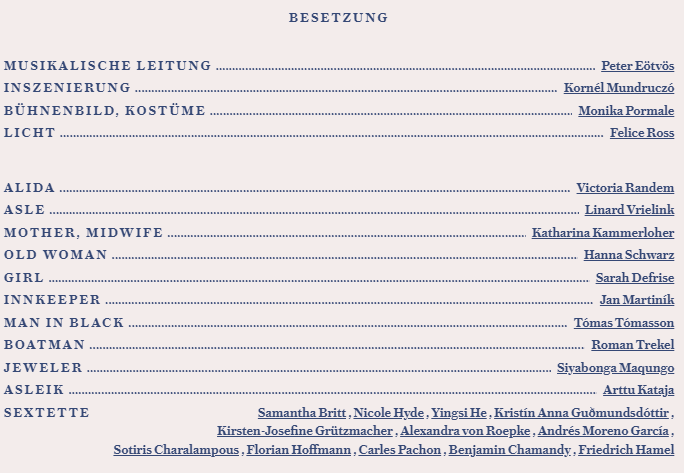 BESETZUNG
MUSIKALISCHE LEITUNG Peter Eötvös
INSZENIERUNG Kornél Mundruczó
BÜHNENBILD, KOSTÜME Monika Pormale
LICHT Felice Ross
ALIDA Victoria Randem
ASLE Linard Vrielink
MOTHER, MIDWIFE Katharina Kammerloher
OLD WOMAN Hanna Schwarz
GIRL Sarah Defrise
INNKEEPER Jan Martiník
MAN IN BLACK Tómas Tómasson
BOATMAN Roman Trekel
JEWELER Siyabonga Maqungo
ASLEIK Arttu Kataja
SEXTETTE Samantha Britt , Nicole Hyde , Yingsi He , Kristín Anna Guðmundsdóttir ,
Kirsten-Josefine Grützmacher , Alexandra von Roepke , Andrés Moreno García ,
Sotiris Charalampous , Florian Hoffmann , Carles Pachon , Benjamin Chamandy , Friedrich Hamel